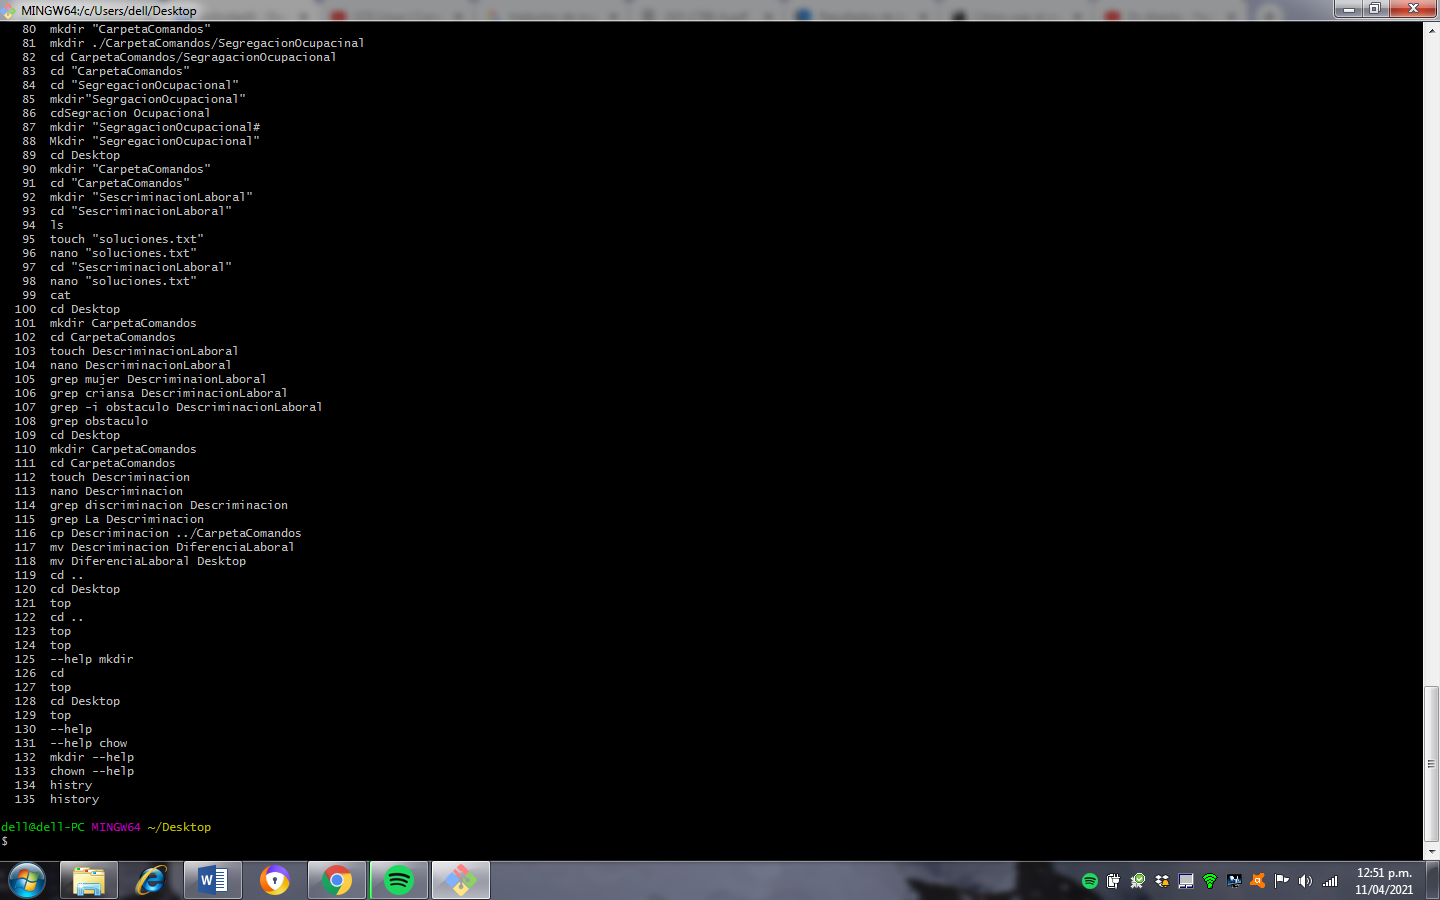 MINGW64:/c/Users/dell/Desktop
80 mkdir "CarpetaComandos"
81 mkdir ./CarpetaComandos/SegregacionOcupacinal
82 cd CarpetaComandos/SegragacionOcupacional
83 cd "CarpetaComandos"
84 cd "SegregacionOcupacional"
85 mkdir"SegrgacionOcupacional"
86 cdSegracion Ocupacional
87 mkdir "SegragacionOcupacional#
88 Mkdir "SegregacionOcupacional"
89 cd Desktop
90 mkdir "CarpetaComandos"
91 cd "CarpetaComandos"
92 mkdir "SescriminacionLaboral"
93 cd "SescriminacionLaboral"
94 ls
95 touch "soluciones.txt"
96 nano "soluciones.txt"
97 cd "SescriminacionLaboral"
98 nano "soluciones.txt"
99 cat
100 cd Desktop
101 mkdir CarpetaComandos
102 cd CarpetaComandos
103 touch DescriminacionLaboral
104 nano DescriminacionLaboral
105 grep mujer DescriminaionLaboral
106 grep criansa DescriminacionLaboral
107 grep -i obstaculo DescriminacionLaboral
108 grep obstaculo
109 cd Desktop
110 mkdir CarpetaComandos
111 cd CarpetaComandos
112 touch Descriminacion
113 nano Descriminacion
114 grep discriminacion Descriminacion
115 grep La Descriminacion
116 cp Descriminacion ../CarpetaComandos
117 mv Descriminacion DiferenciaLaboral
118 mv DiferenciaLaboral Desktop
119 cd ..
120 cd Desktop
121 top
122 cd ..
123 top
124 top
125 --help mkdir
126 cd
127 top
128 cd Desktop
129 top
130 --help
131 --help chow
132 mkdir --help
133 chown --help
134 histry
135 history
dell@dell-PC MINGW64 ~/Desktop
$
12:51 p.m.
11/04/2021